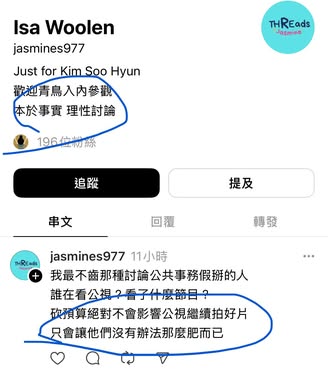 Isa Woolen
THREads
Jasmine
jasmines977
Just for Kim Soo Hyun
歡迎青鳥入內參觀
本於事實 理性討論
196位粉絲
追蹤
提及
串文
回覆
轉發
THREads
jasmines977 11小時
我最不齒那種討論公共事務假掰的人
誰在看公視？看了什麼節目？
砍預算絕對不會影響公視繼續拍好片
只會讓他們沒有辦法那麼肥而已